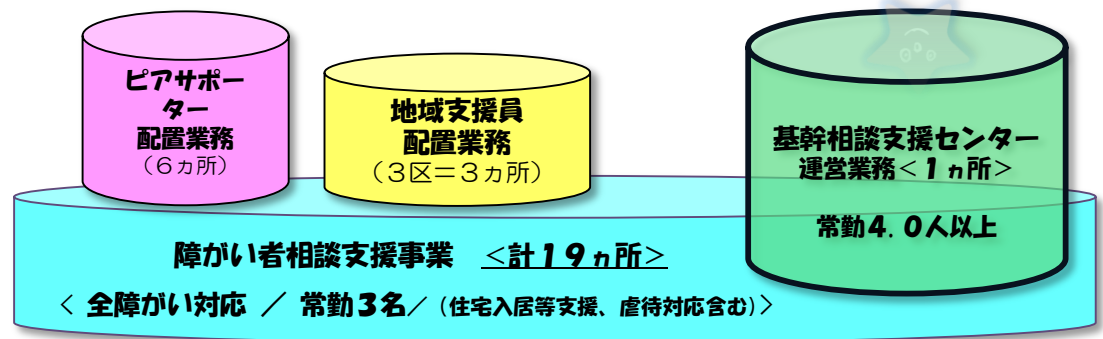 ピアサポー
ター
配置業務
（６ヵ所）
地域支援員
配置業務
（３区＝３ヵ所）
基幹相談支援センター
運営業務＜１ヵ所＞
常勤４．０人以上
障がい者相談支援事業　＜計１９ヵ所＞
＜ 全障がい対応 ／ 常勤３名／（住宅入居等支援、虐待対応含む）＞